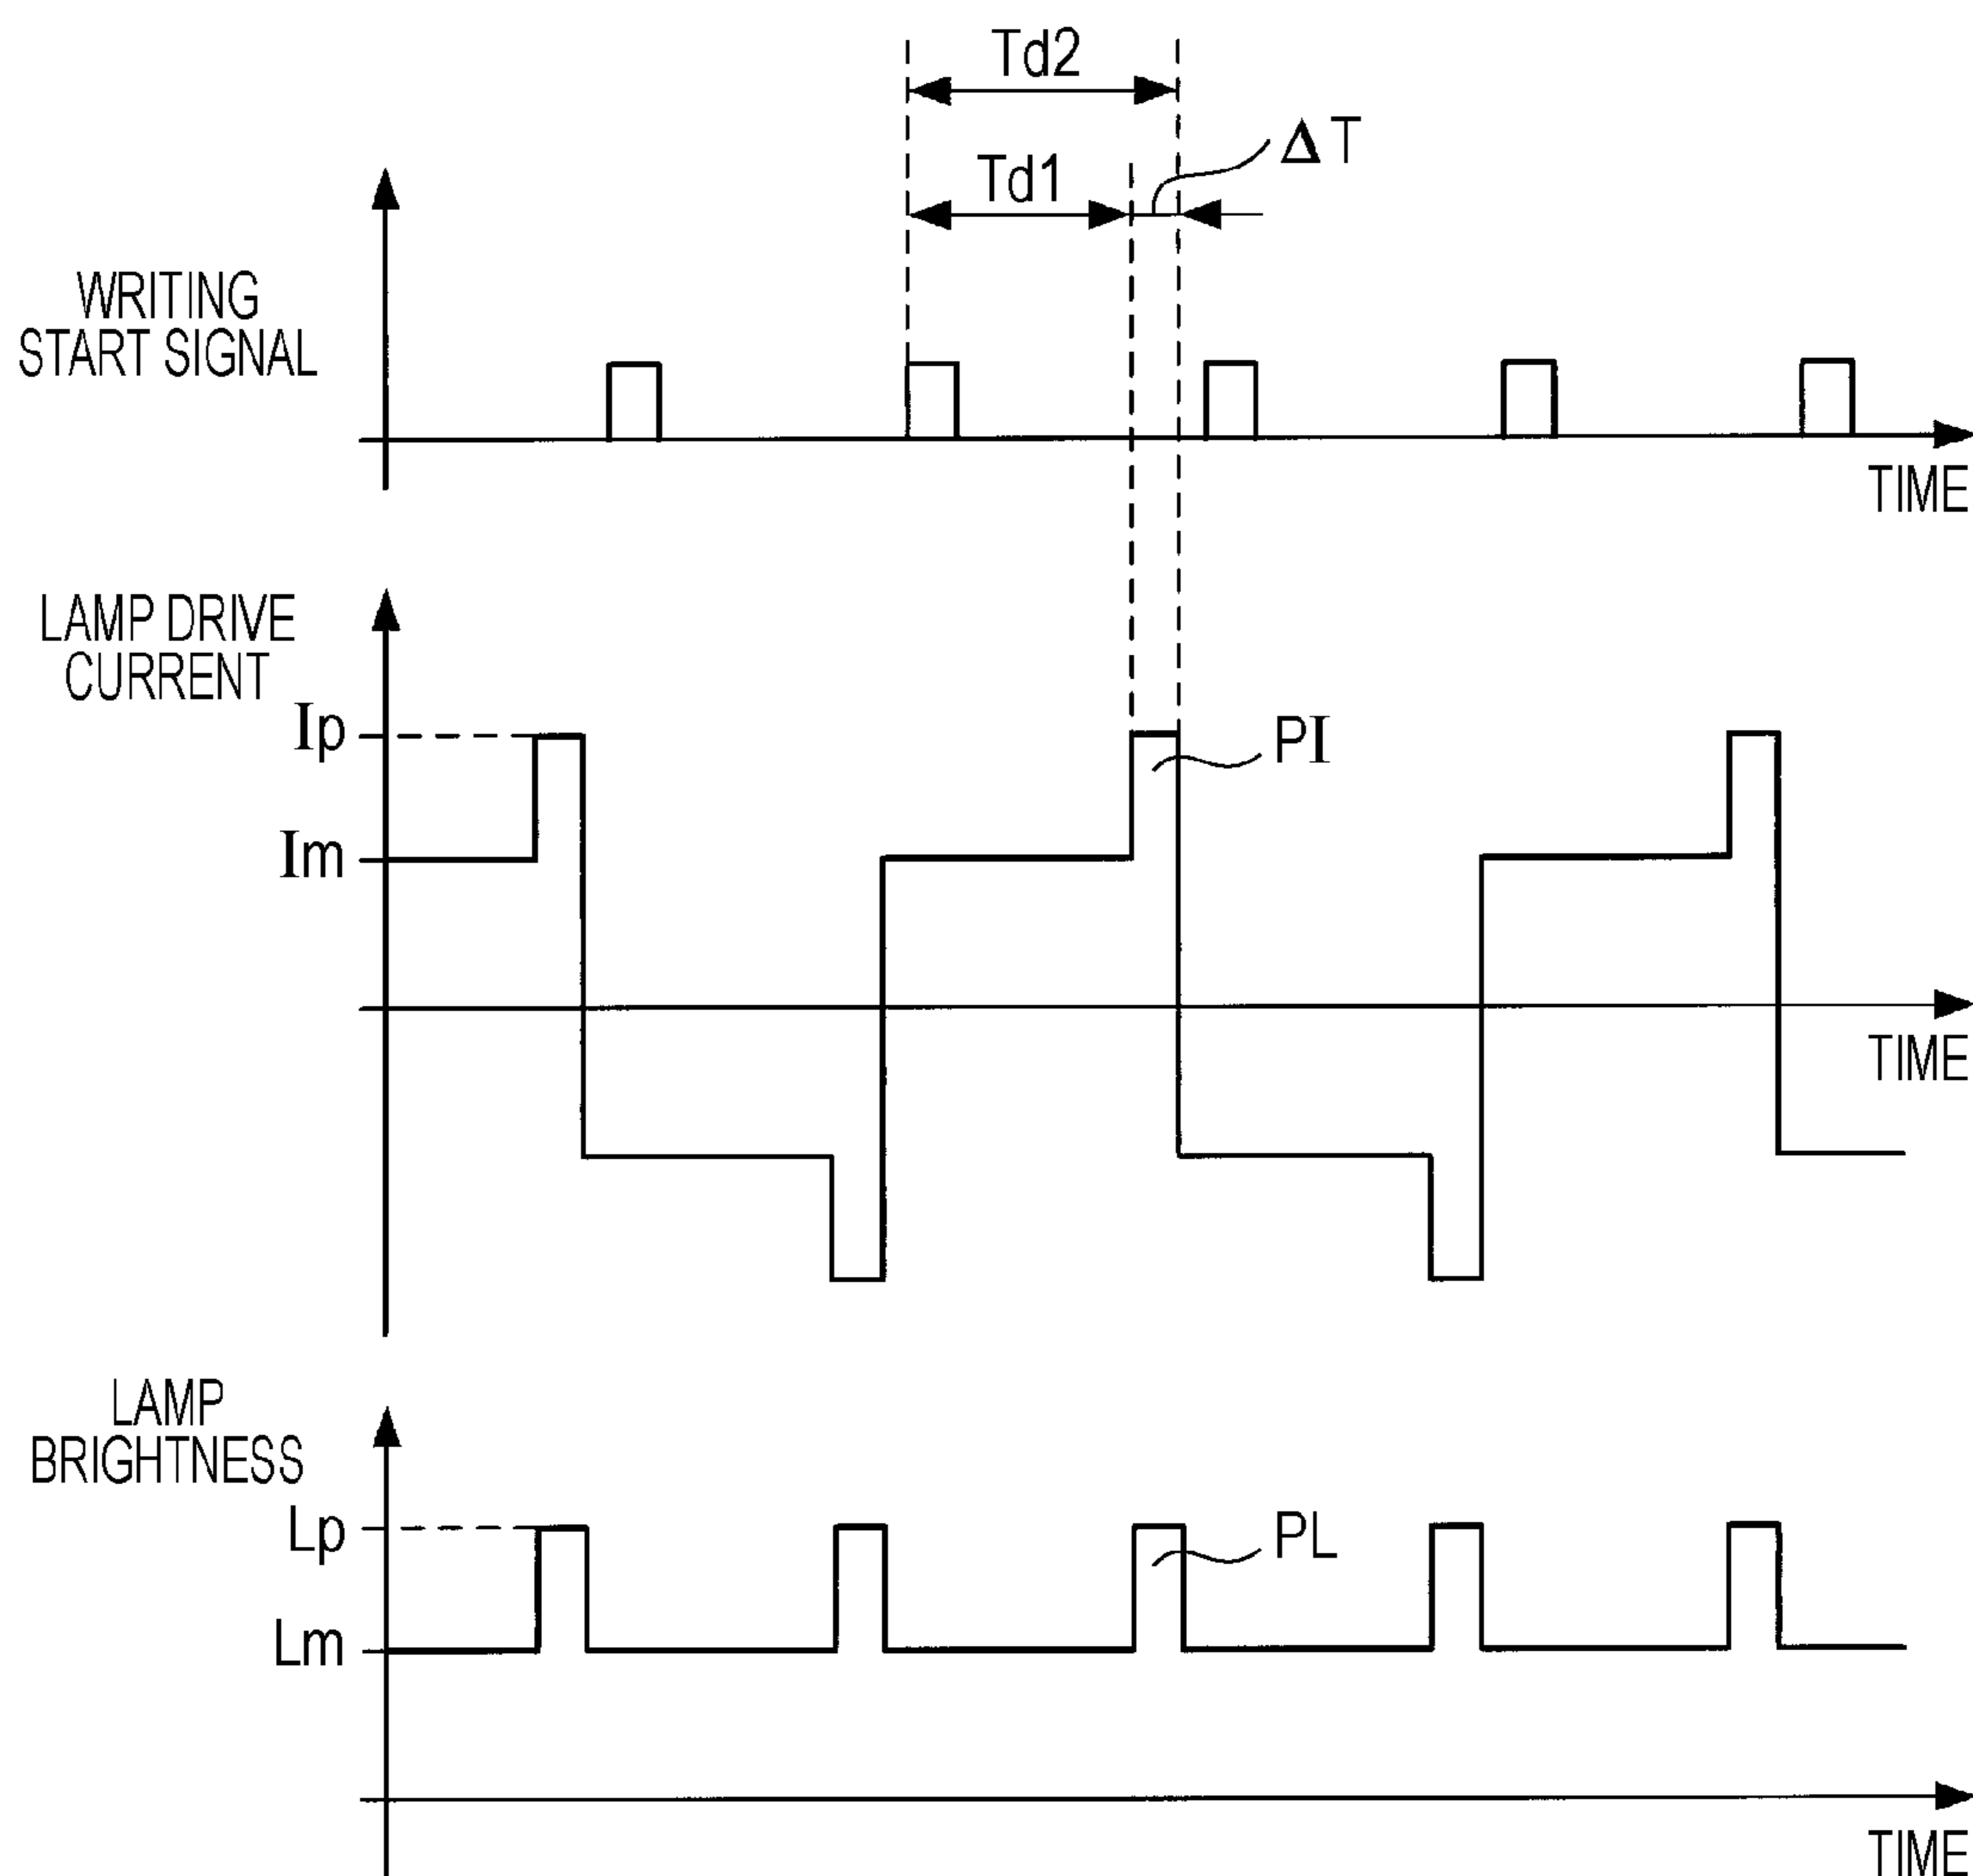 Td2
ΔT
Td1
WRITING
START SIGNAL
TIME
LAMP DRIVE
CURRENT
Ip
PI
Im
TIME
LAMP
BRIGHTNESS
Lp
PL
Lm
TIME